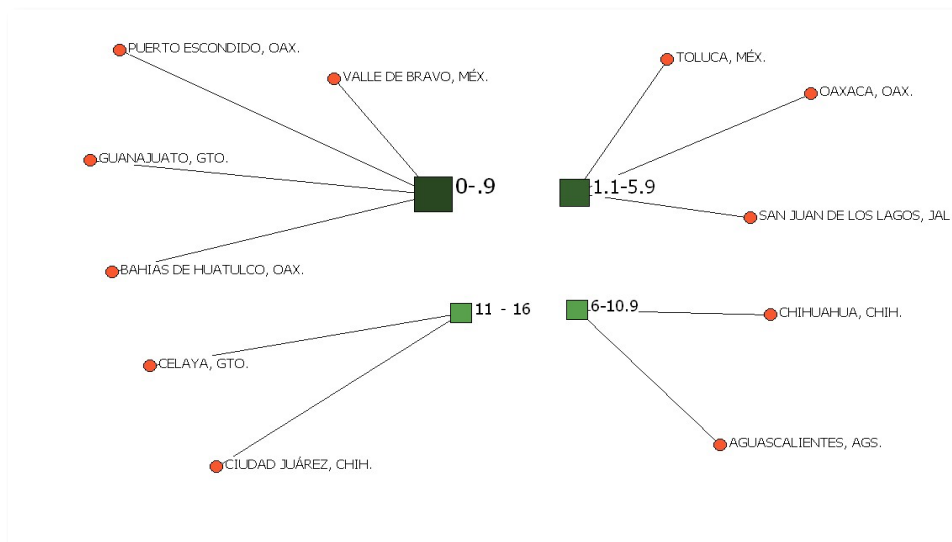 PUERTO ESCONDIDO, OAX.
TOLUCA, MÉX.
VALLE DE BRAVO, MÉX.
OAXACA, OAX.
GUANAJUATO, GTO.
0-.9
1.1-5.9
SAN JUAN DE LOS LAGOS, JAL
BAHIAS DE HUATULCO, OAX.
11 - 16
6-10.9
CHIHUAHUA, CHIH.
CELAYA, GTO.
AGUASCALIENTES, AGS.
CIUDAD JUÁREZ, CHIH.